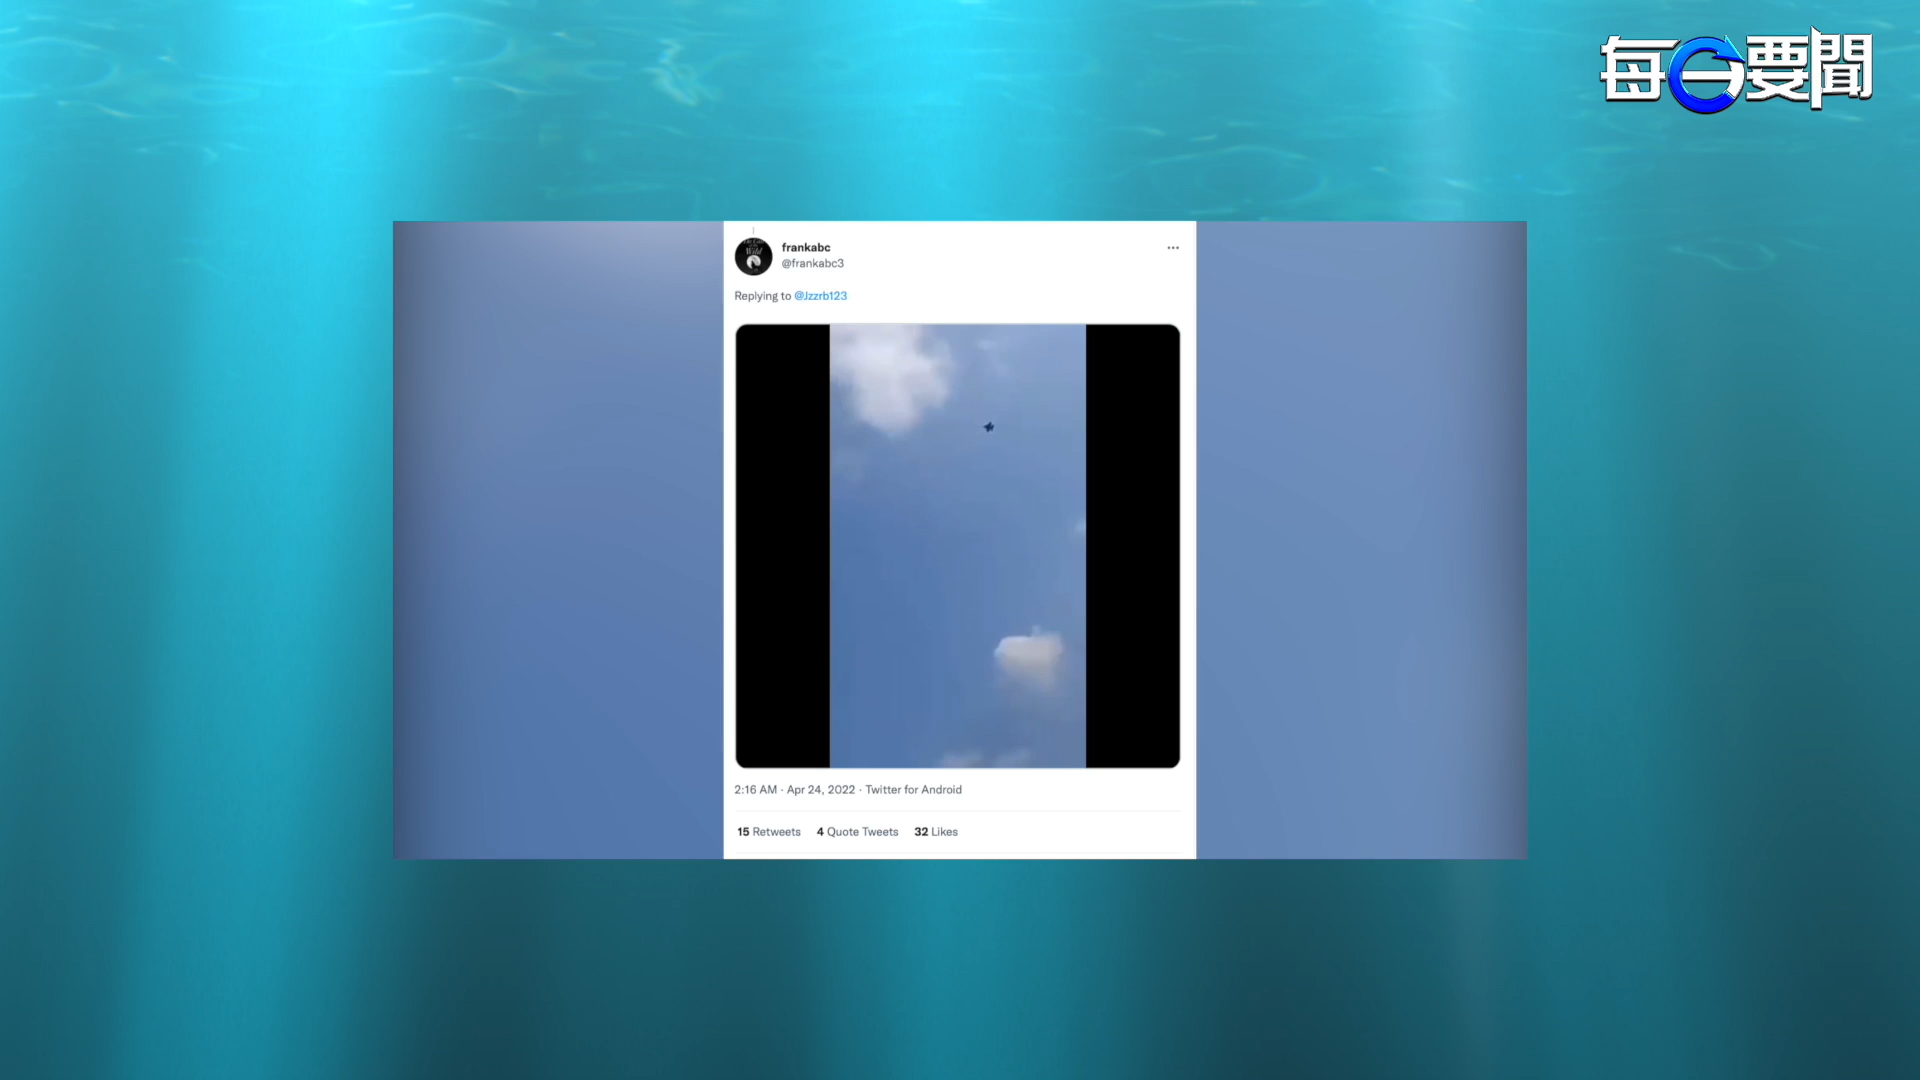 每日要聞
frankabc
@frankabc3
Replying to @Jzzrb123
2:16 AM · Apr 24, 2022 · Twitter for Android
15 Retweets 4 Quote Tweets 32 Likes